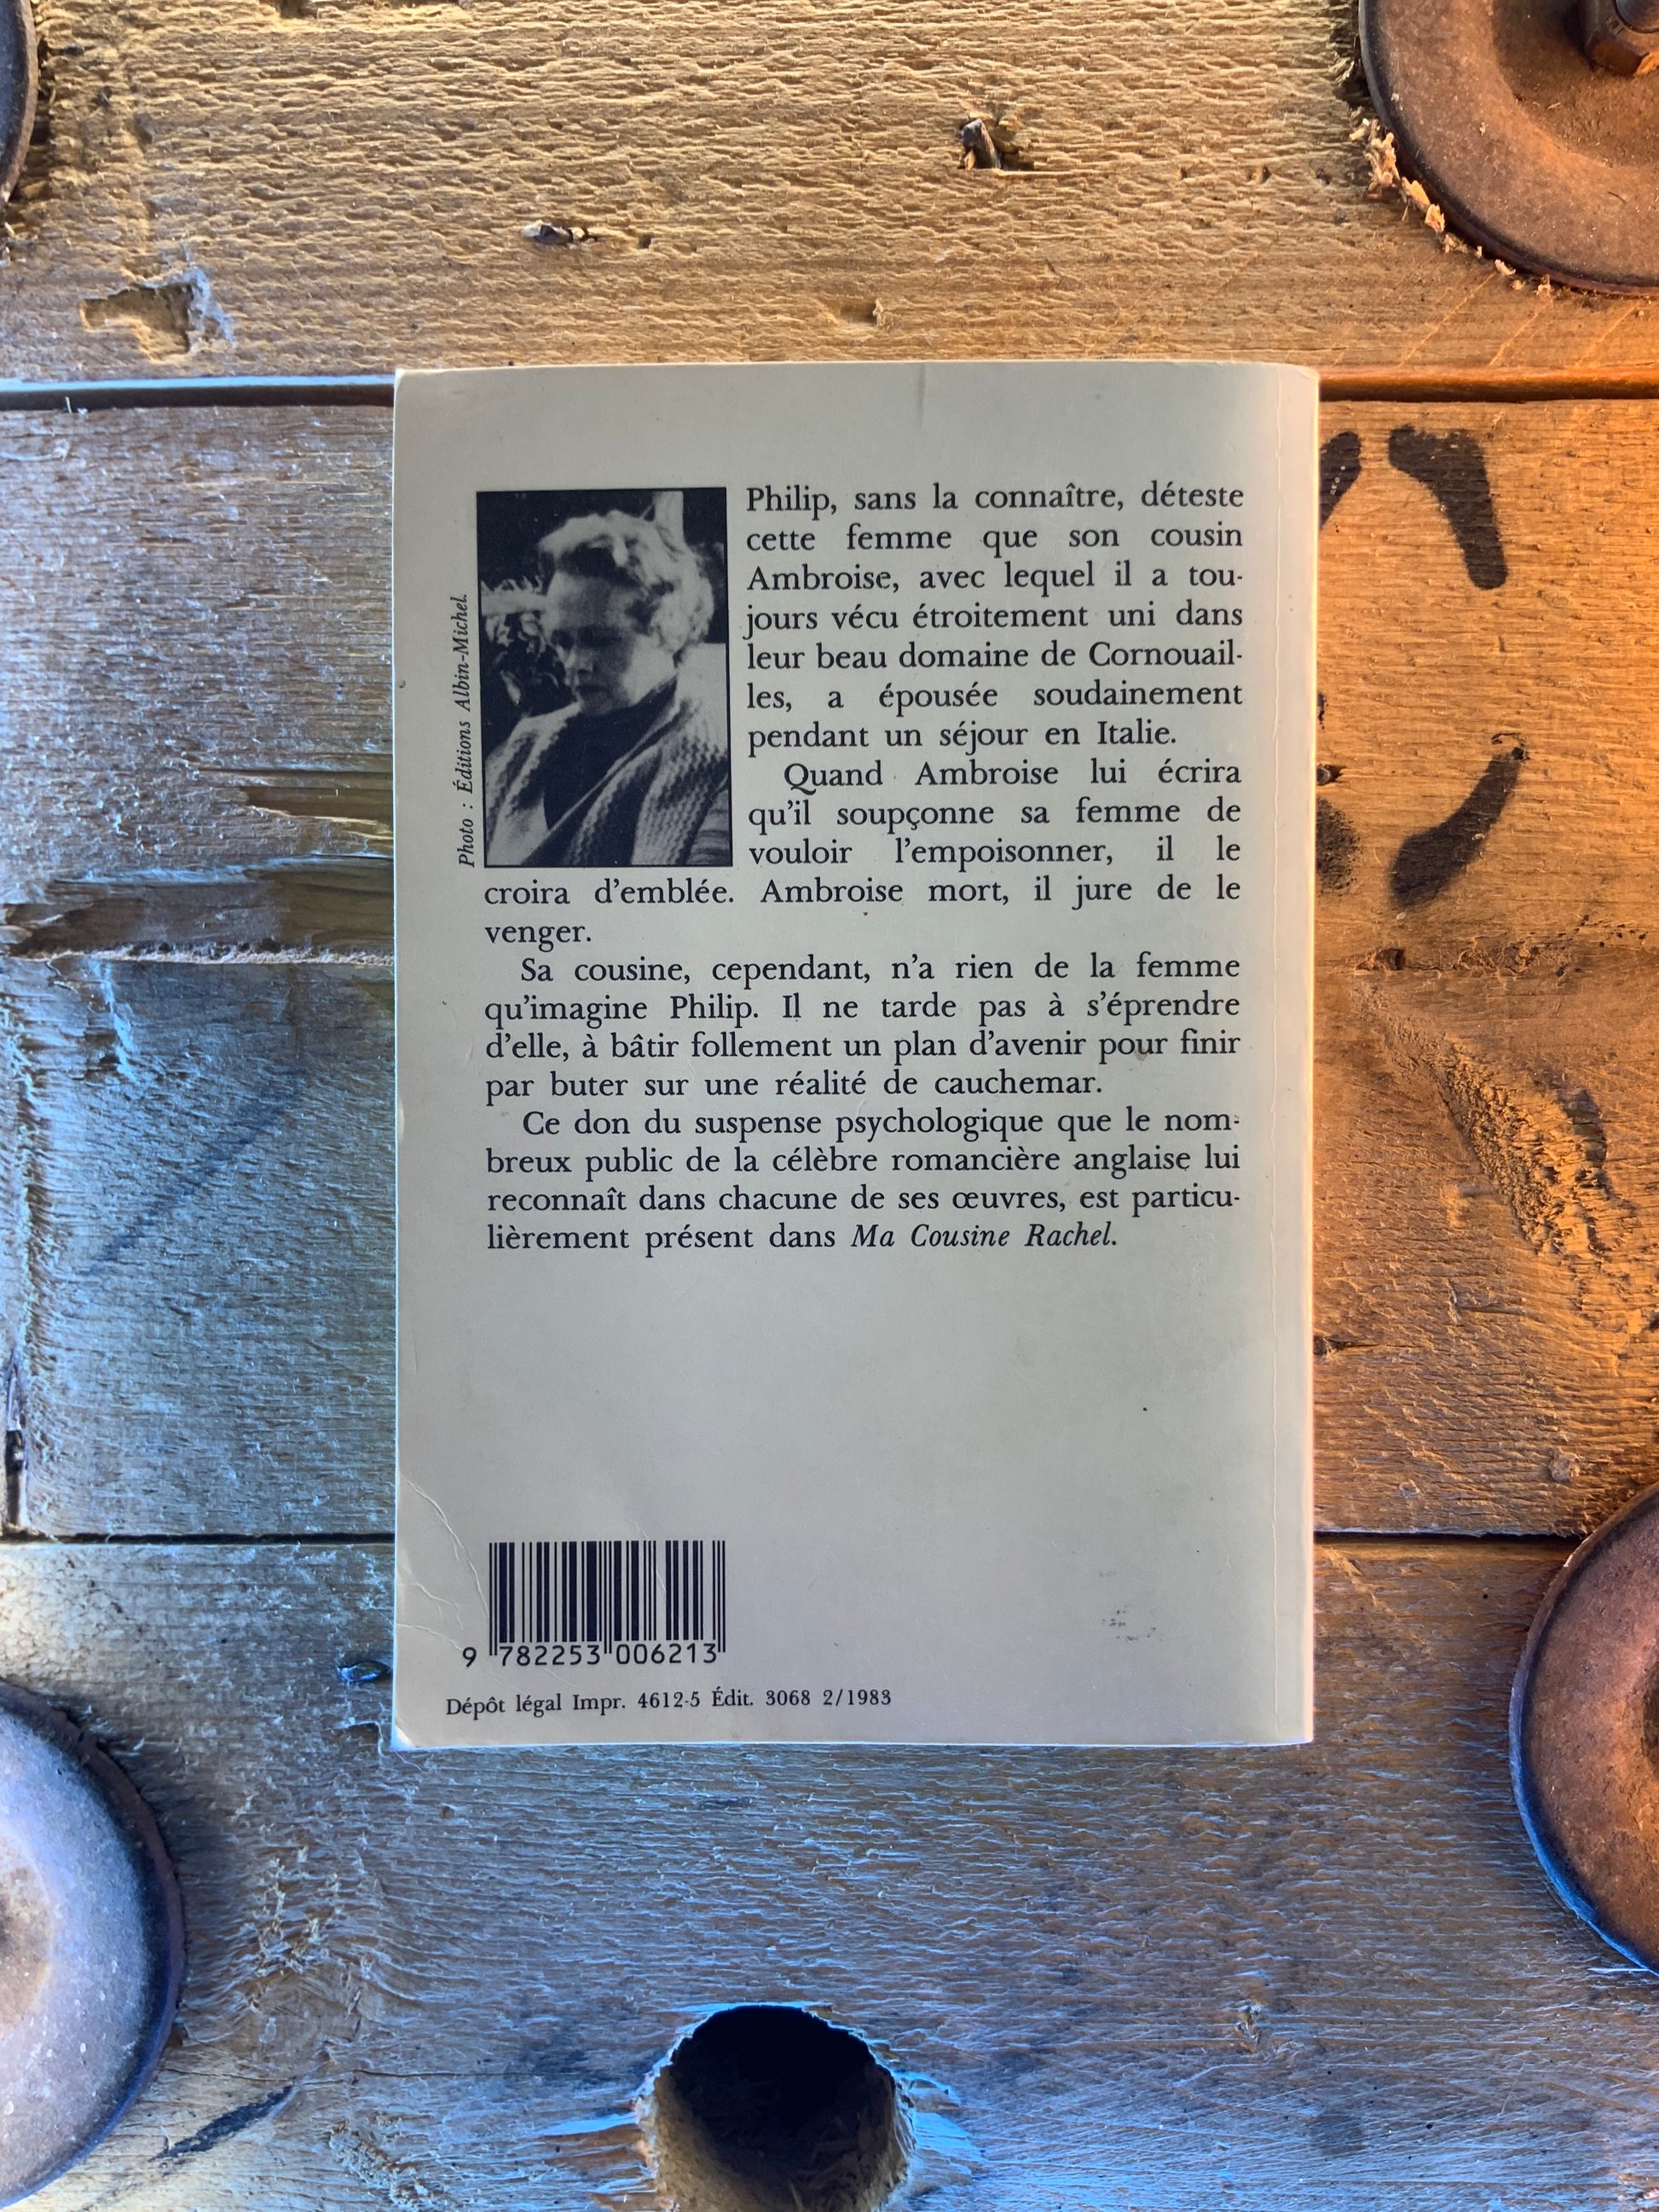 Photo : Éditions Albin-Michel.
Philip, sans la connaître, déteste
cette femme que son cousin
Ambroise, avec lequel il a tou-
jours vécu étroitement uni dans
leur beau domaine de Cornouail-
les, a épousée soudainement
pendant un séjour en Italie.
Quand Ambroise lui écrira
qu'il soupçonne sa femme de
vouloir l'empoisonner, il le
croira d'emblée. Ambroise mort, il jure de le
venger.
Sa cousine, cependant, n'a rien de la femme
qu'imagine Philip. Il ne tarde pas à s'éprendre
d'elle, à bâtir follement un plan d'avenir pour finir
par buter sur une réalité de cauchemar.
Ce don du suspense psychologique que le nom-
breux public de la célèbre romancière anglaise lui
reconnaît dans chacune de ses œuvres, est particu-
lièrement présent dans Ma Cousine Rachel.
9 782253 006213
Dépôt légal Impr. 4612-5 Édit. 3068 2/1983